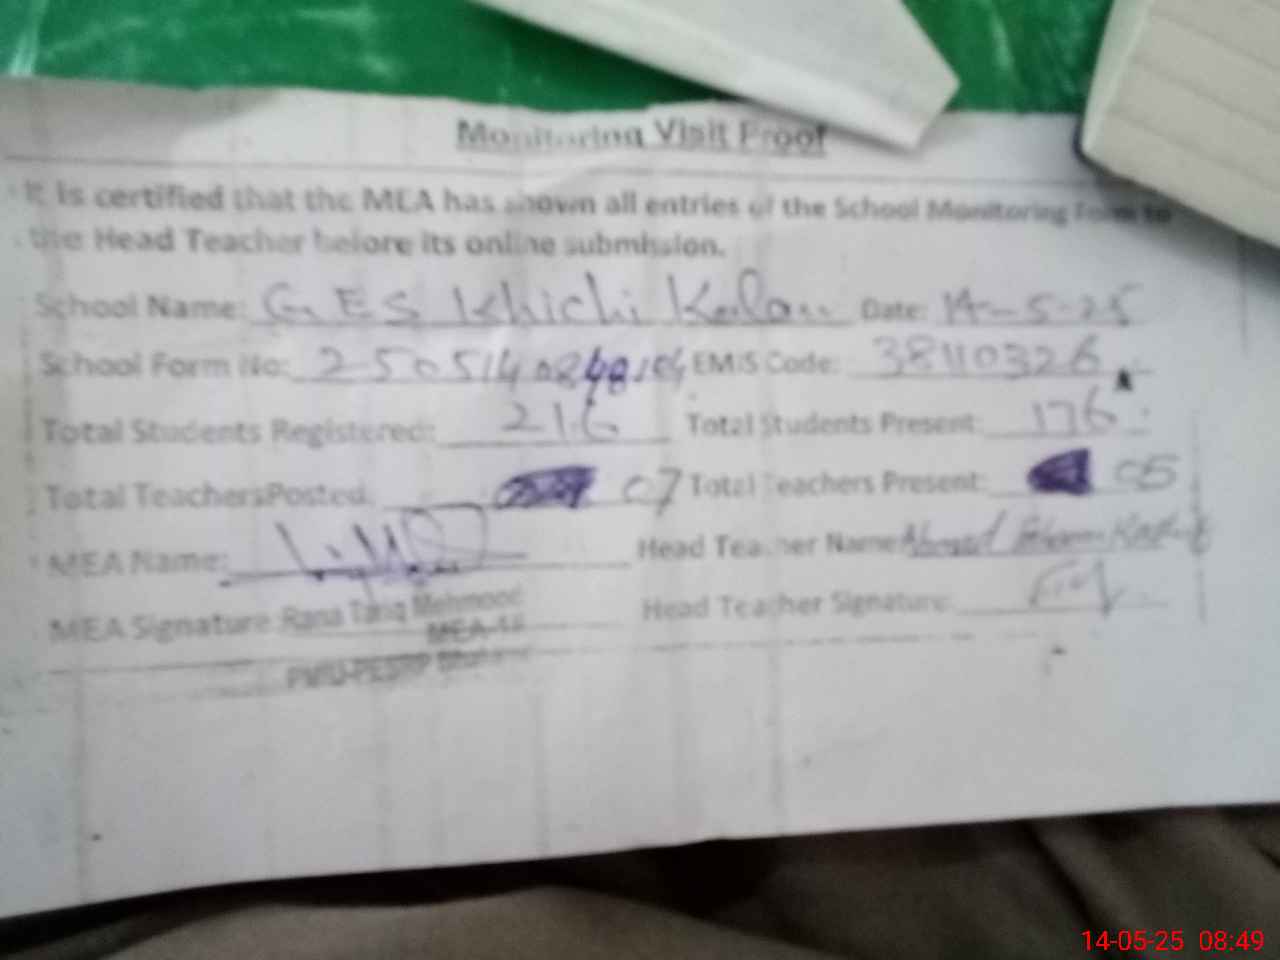 Monitoring Visit Proof
It is certified that the MEA has shown all entries of the School Monitoring Form to
the Head Teacher before its online submission.
School Name: G.E.S Khichi Kalan Date: 14-5-25
School Form No: EMIS Code: 38110326
Total Students Registered: 216 Total Students Present: 176
Total TeachersPosted: 07 Total Teachers Present: 05
MEA Name: Head Teacher Name: Ahmad
MEA Signature: Rana Tariq Mehmood Head Teacher Signature:
14-05-25 08:49